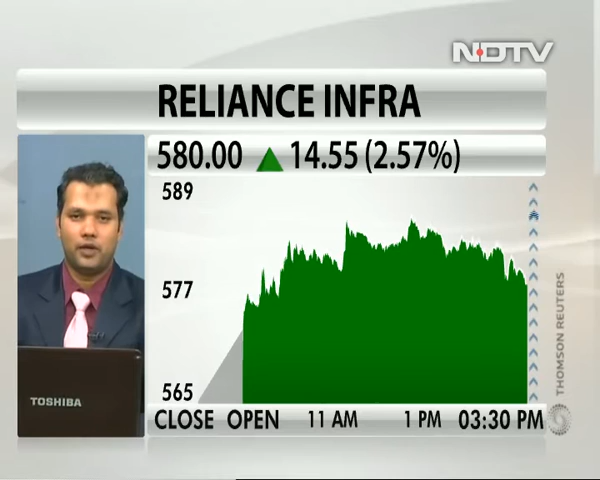 NDTV
RELIANCE INFRA
580.00 ▲ 14.55 (2.57%)
589
577
565
CLOSE OPEN 11 AM 1 PM 03:30 PM
THOMSON REUTERS
TOSHIBA